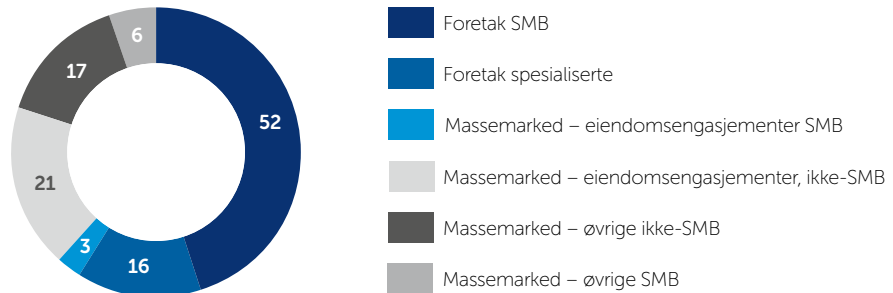 52
16
3
21
17
6
Foretak SMB
Foretak spesialiserte
Massemarked – eiendomsengasjementer SMB
Massemarked – eiendomsengasjementer, ikke-SMB
Massemarked – øvrige ikke-SMB
Massemarked – øvrige SMB